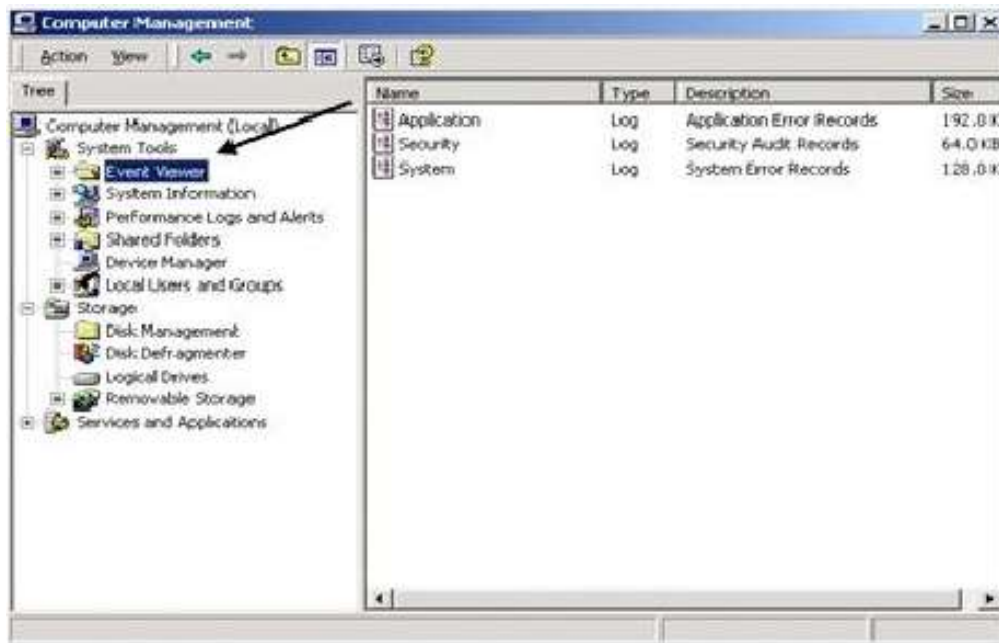 Computer Management
Action View
Tree
Computer Management (Local)
System Tools
Event Viewer
System Information
Performance Logs and Alerts
Shared Folders
Device Manager
Local Users and Groups
Storage
Disk Management
Disk Defragmenter
Logical Drives
Removable Storage
Services and Applications
Name Type Description Size
Application Log Application Error Records 192.0 K
Security Log Security Audit Records 64.0 KB
System Log System Error Records 128.0 K